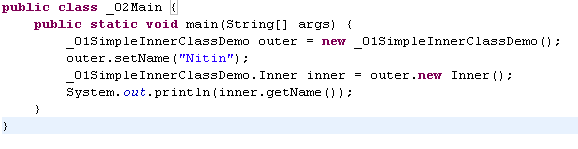 public class _02Main {
    public static void main(String[] args) {
        _01SimpleInnerClassDemo outer = new _01SimpleInnerClassDemo();
        outer.setName("Nitin");
        _01SimpleInnerClassDemo.Inner inner = outer.new Inner();
        System.out.println(inner.getName());
    }
}